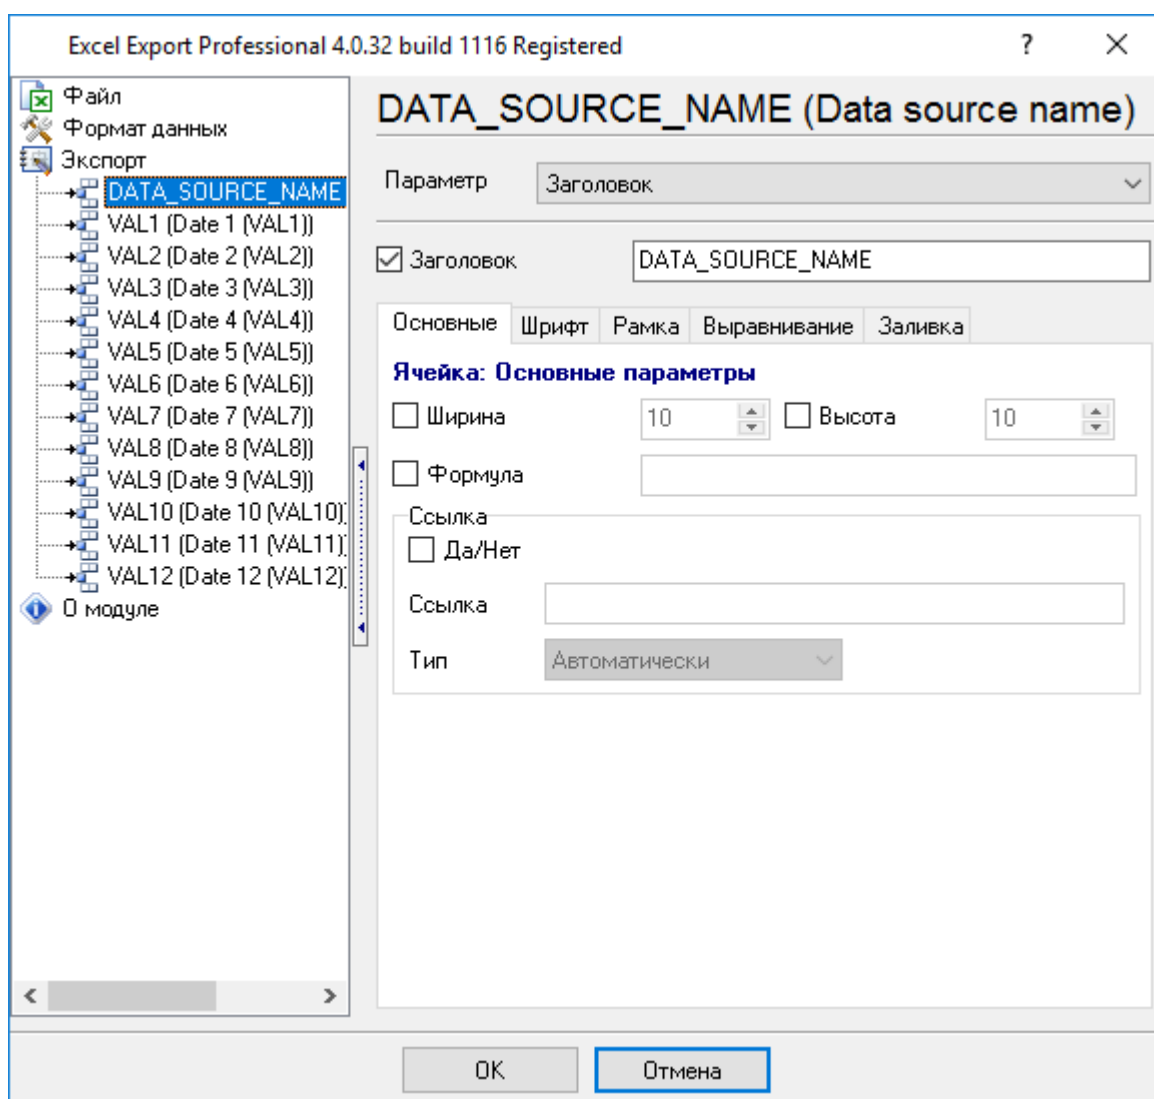 Excel Export Professional 4.0.32 build 1116 Registered ?
Файл
Формат данных
Экспорт
DATA_SOURCE_NAME
VAL1 (Date 1 (VAL1))
VAL2 (Date 2 (VAL2))
VAL3 (Date 3 (VAL3))
VAL4 (Date 4 (VAL4))
VAL5 (Date 5 (VAL5))
VAL6 (Date 6 (VAL6))
VAL7 (Date 7 (VAL7))
VAL8 (Date 8 (VAL8))
VAL9 (Date 9 (VAL9))
VAL10 (Date 10 (VAL10)
VAL11 (Date 11 (VAL11)
VAL12 (Date 12 (VAL12)
О модуле
DATA_SOURCE_NAME (Data source name)
Параметр Заголовок
Заголовок DATA_SOURCE_NAME
Основные Шрифт Рамка Выравнивание Заливка
Ячейка: Основные параметры
Ширина 10 Высота 10
Формула
Ссылка
Да/Нет
Ссылка
Тип Автоматически
OK Отмена